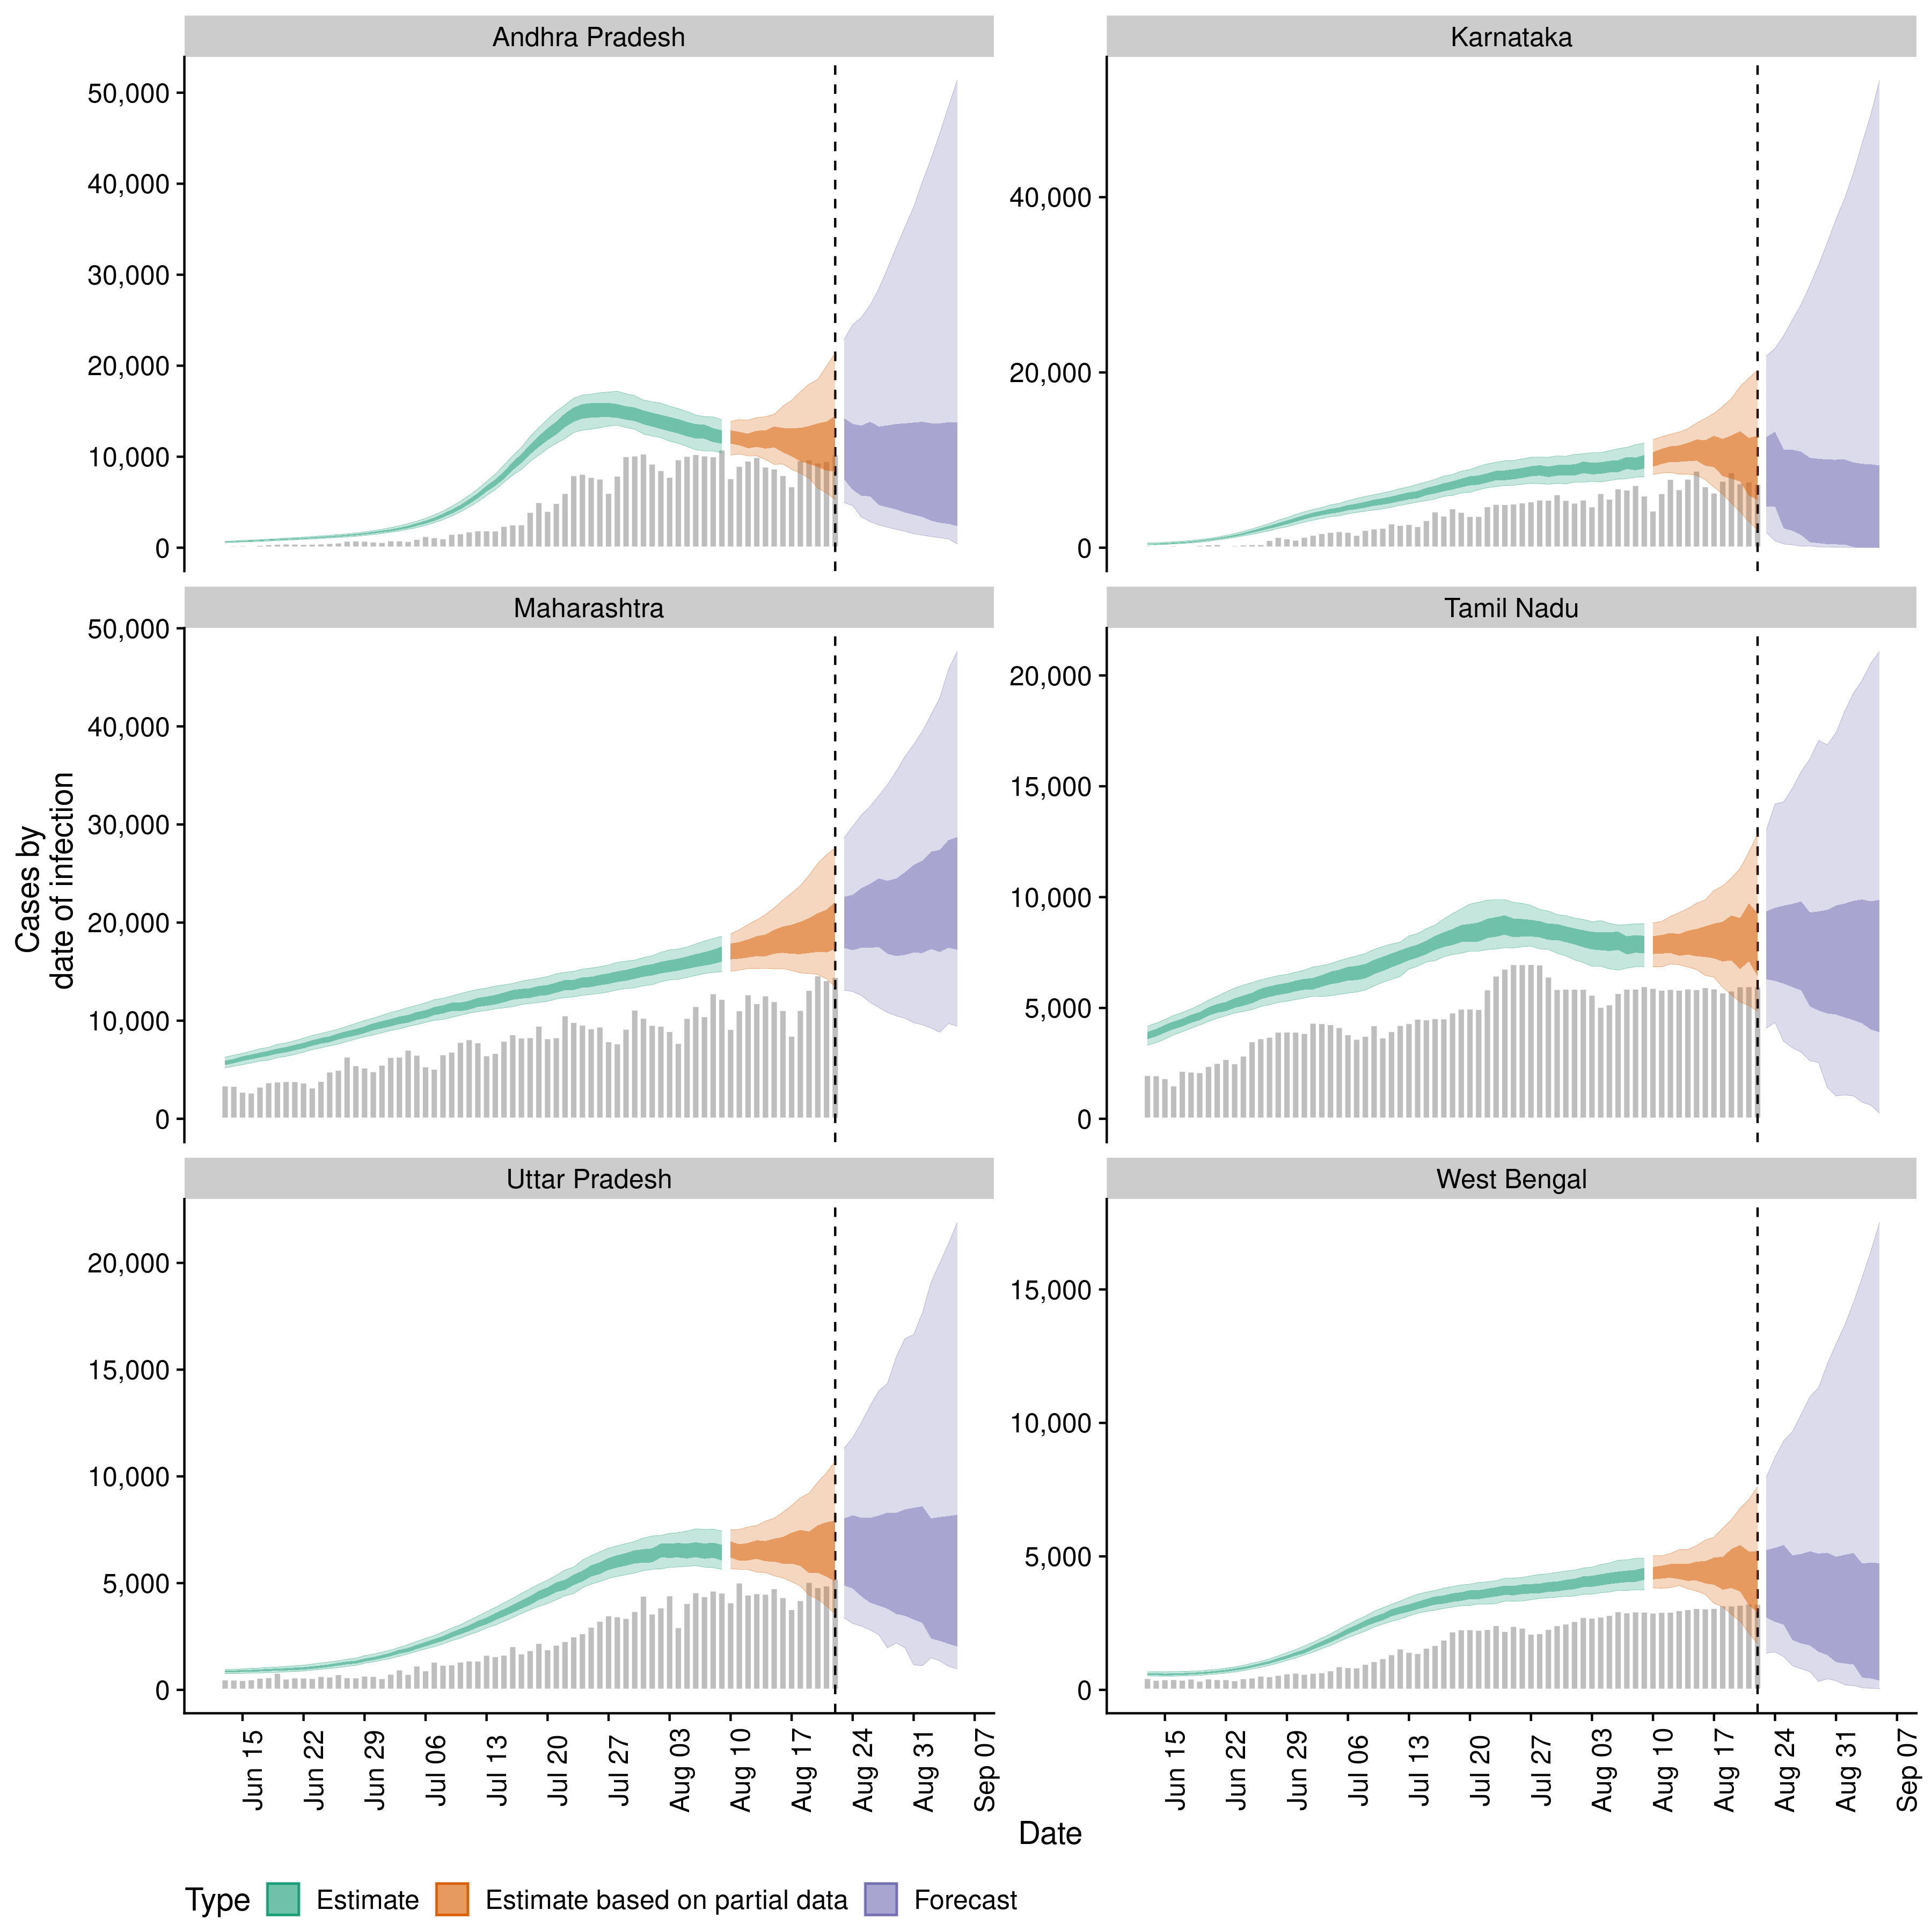 Andhra Pradesh
Karnataka
50,000
40,000
30,000
20,000
10,000
0
40,000
20,000
0
Maharashtra
Tamil Nadu
50,000
40,000
30,000
20,000
10,000
0
20,000
15,000
10,000
5,000
0
Cases by
date of infection
Uttar Pradesh
West Bengal
20,000
15,000
10,000
5,000
0
15,000
10,000
5,000
0
Jun 15
Jun 22
Jun 29
Jul 06
Jul 13
Jul 20
Jul 27
Aug 03
Aug 10
Aug 17
Aug 24
Aug 31
Sep 07
Jun 15
Jun 22
Jun 29
Jul 06
Jul 13
Jul 20
Jul 27
Aug 03
Aug 10
Aug 17
Aug 24
Aug 31
Sep 07
Date
Type Estimate Estimate based on partial data Forecast